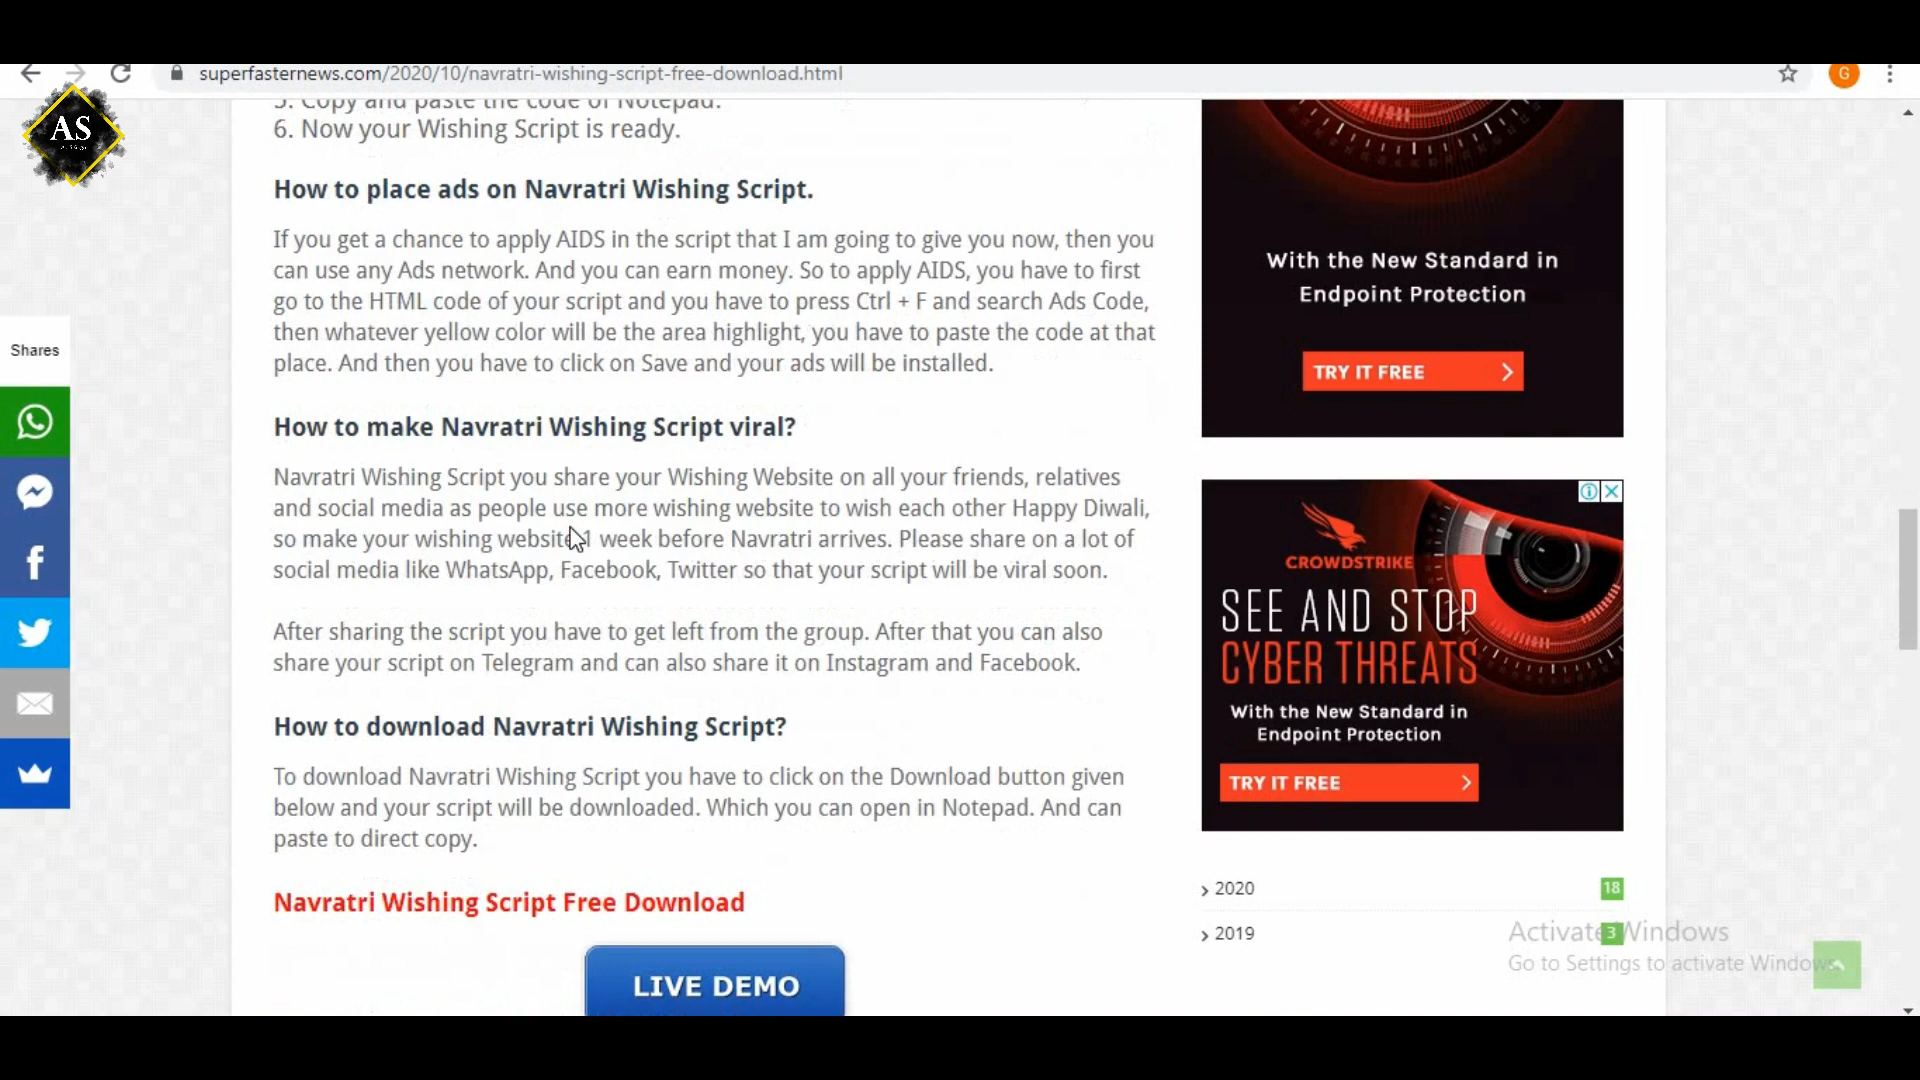 superfasternews.com/2020/10/navratri-wishing-script-free-download.html
G
AS
5. Copy and paste the code of Notepad.
6. Now your Wishing Script is ready.
How to place ads on Navratri Wishing Script.
If you get a chance to apply AIDS in the script that I am going to give you now, then you
can use any Ads network. And you can earn money. So to apply AIDS, you have to first
go to the HTML code of your script and you have to press Ctrl + F and search Ads Code,
then whatever yellow color will be the area highlight, you have to paste the code at that
place. And then you have to click on Save and your ads will be installed.
How to make Navratri Wishing Script viral?
Navratri Wishing Script you share your Wishing Website on all your friends, relatives
and social media as people use more wishing website to wish each other Happy Diwali,
so make your wishing website 1 week before Navratri arrives. Please share on a lot of
social media like WhatsApp, Facebook, Twitter so that your script will be viral soon.
After sharing the script you have to get left from the group. After that you can also
share your script on Telegram and can also share it on Instagram and Facebook.
How to download Navratri Wishing Script?
To download Navratri Wishing Script you have to click on the Download button given
below and your script will be downloaded. Which you can open in Notepad. And can
paste to direct copy.
Navratri Wishing Script Free Download
LIVE DEMO
Shares
With the New Standard in
Endpoint Protection
TRY IT FREE
CROWDSTRIKE
SEE AND STOP
CYBER THREATS
With the New Standard in
Endpoint Protection
TRY IT FREE
2020 18
2019 3
Activate Windows
Go to Settings to activate Windows.